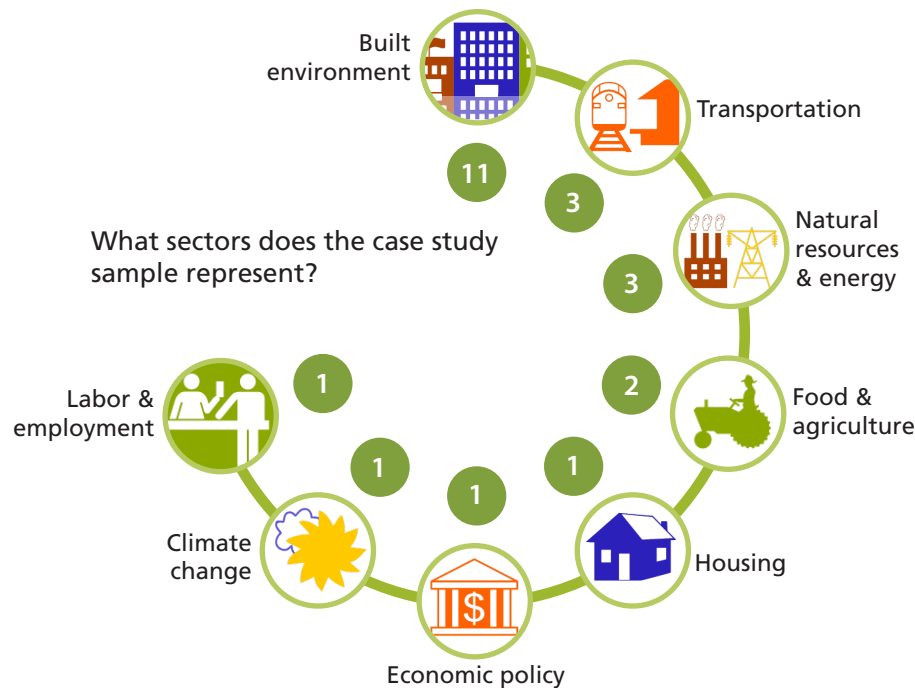 Built
environment
Transportation
11
3
Natural
resources
& energy
What sectors does the case study
sample represent?
3
Labor &
employment
1
2
Food &
agriculture
1
1
1
Climate
change
Housing
$
Economic policy